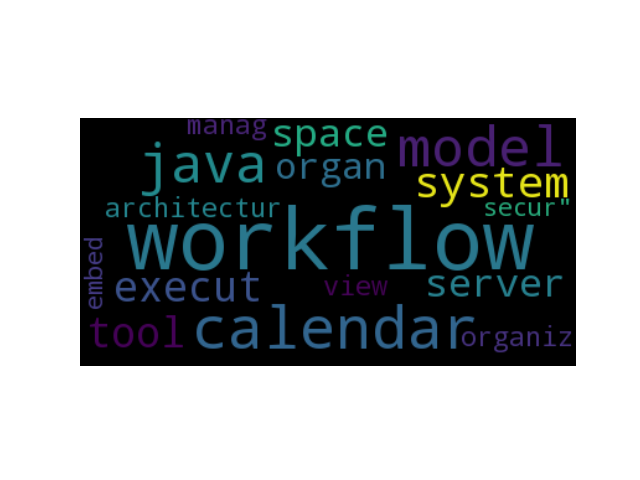 manag
space
model
java
organ
system
architectur
secur"
workflow
embed
execut
view
server
tool
calendar
organiz